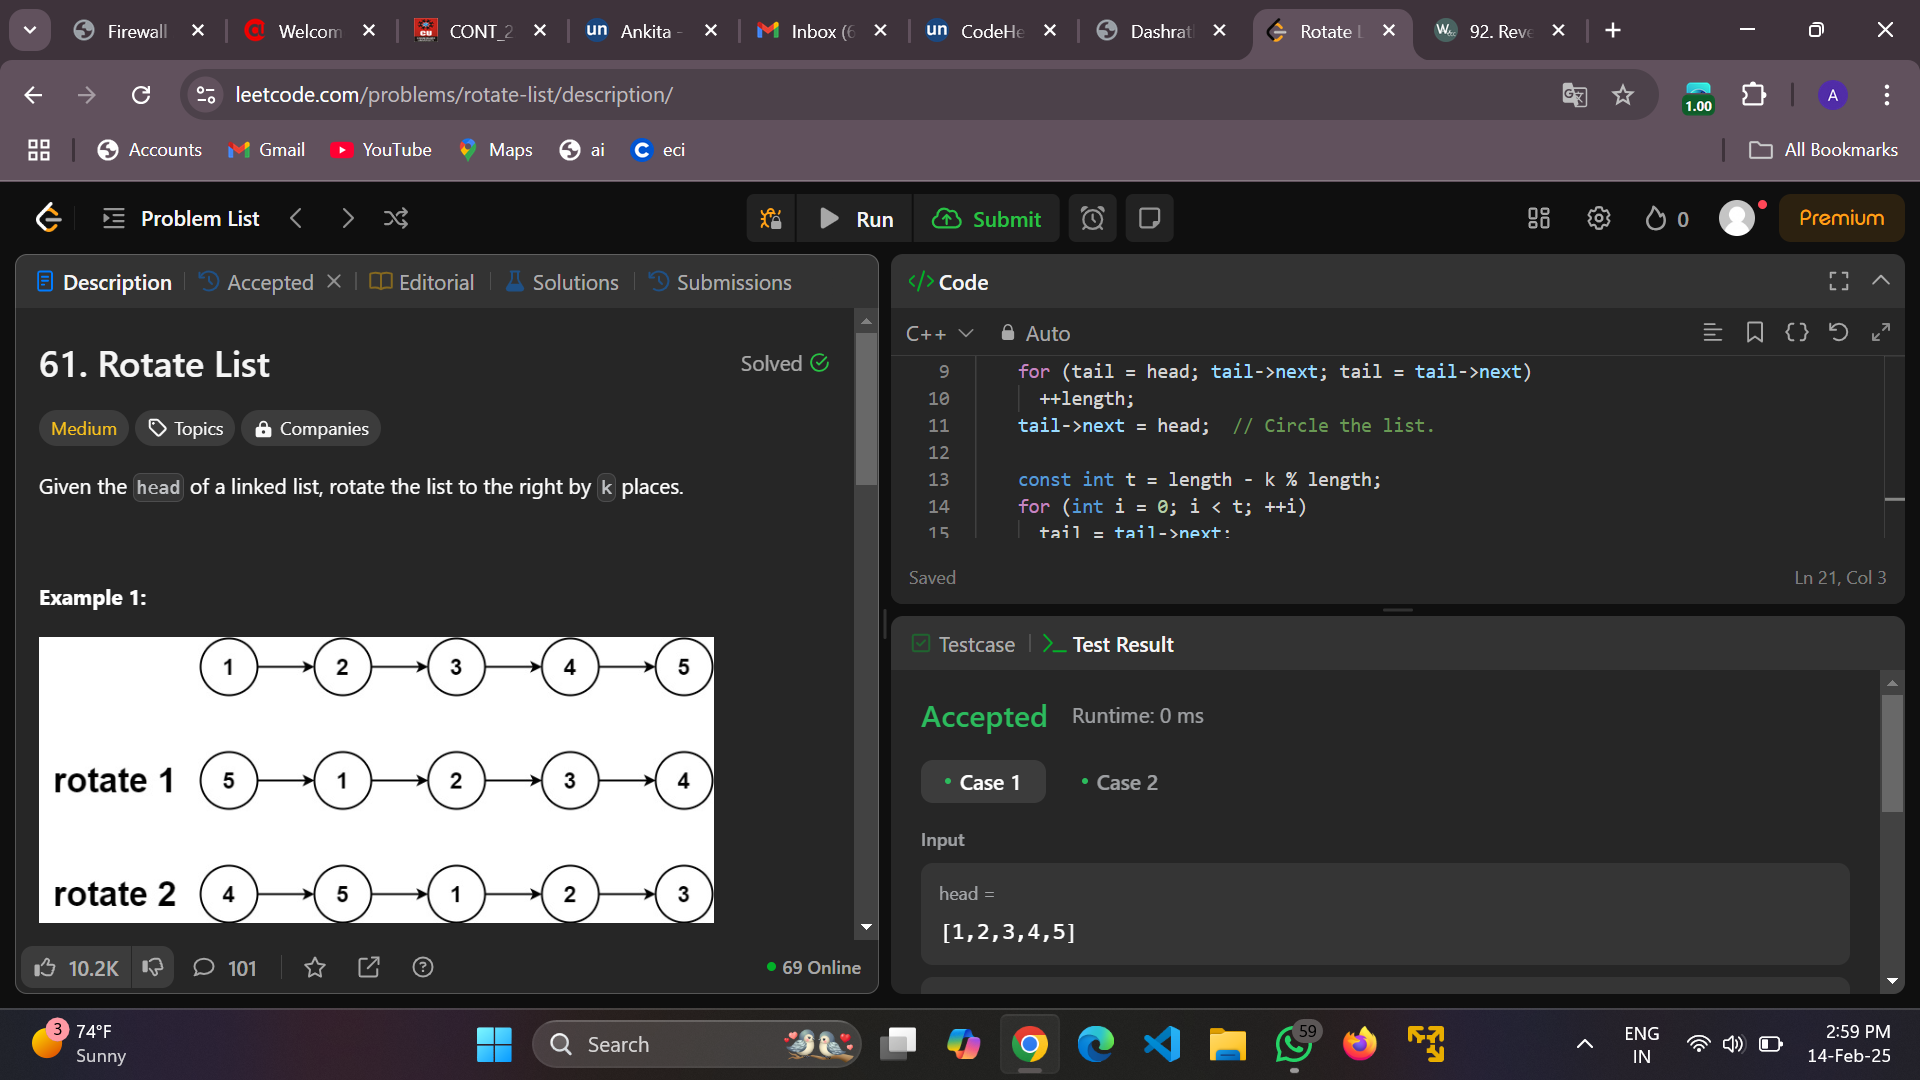 Firewall
Welcom
CONT_2
un Ankita -
Inbox (6
un CodeHe
Dashrat
Rotate L
92. Reve
leetcode.com/problems/rotate-list/description/
1.00
A
Accounts
Gmail
YouTube
Maps
ai
eci
All Bookmarks
Problem List
Run
Submit
0
Premium
Description
Accepted
Editorial
Solutions
Submissions
61. Rotate List
Solved
Medium
Topics
Companies
Given the head of a linked list, rotate the list to the right by k places.
Example 1:
1 2 3 4 5
rotate 1 5 1 2 3 4
rotate 2 4 5 1 2 3
10.2K
101
69 Online
</> Code
C++
Auto
9 for (tail = head; tail->next; tail = tail->next)
10 ++length;
11 tail->next = head; // Circle the list.
12
13 const int t = length - k % length;
14 for (int i = 0; i < t; ++i)
15 tail = tail->next;
Saved
Ln 21, Col 3
Testcase
Test Result
Accepted Runtime: 0 ms
Case 1
Case 2
Input
head =
[1,2,3,4,5]
3
74°F
Sunny
Search
59
ENG
IN
2:59 PM
14-Feb-25